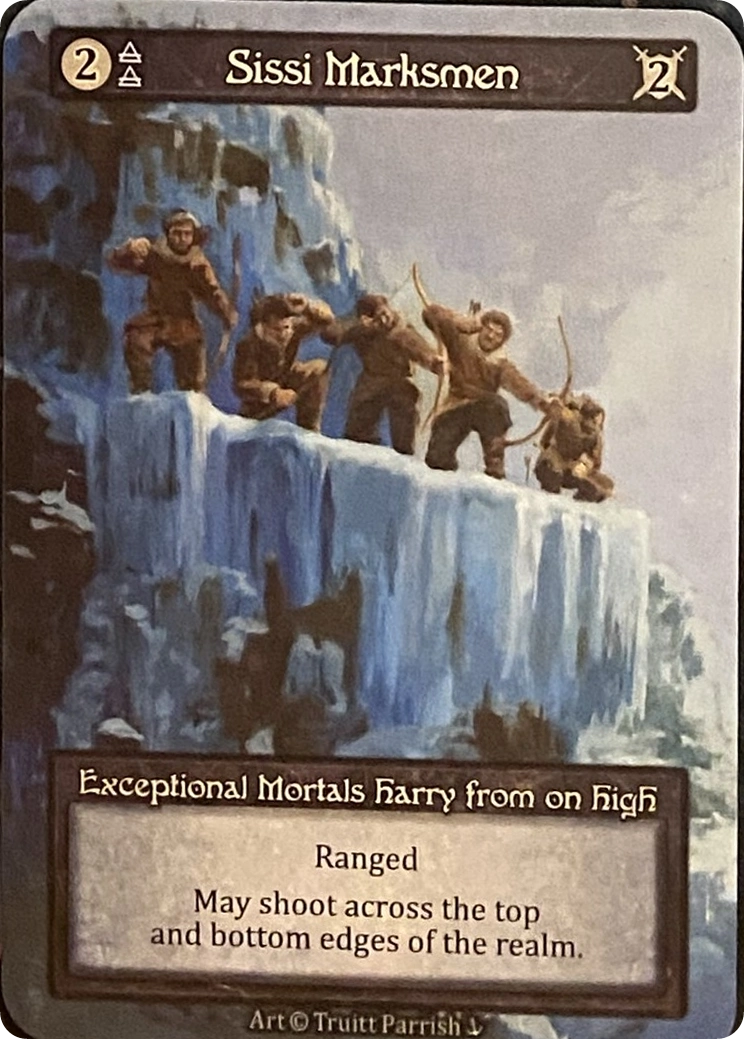 2 Sissi Marksmen 2
Exceptional Mortals Harry from on High
Ranged
May shoot across the top
and bottom edges of the realm.
Art © Truitt Parrish